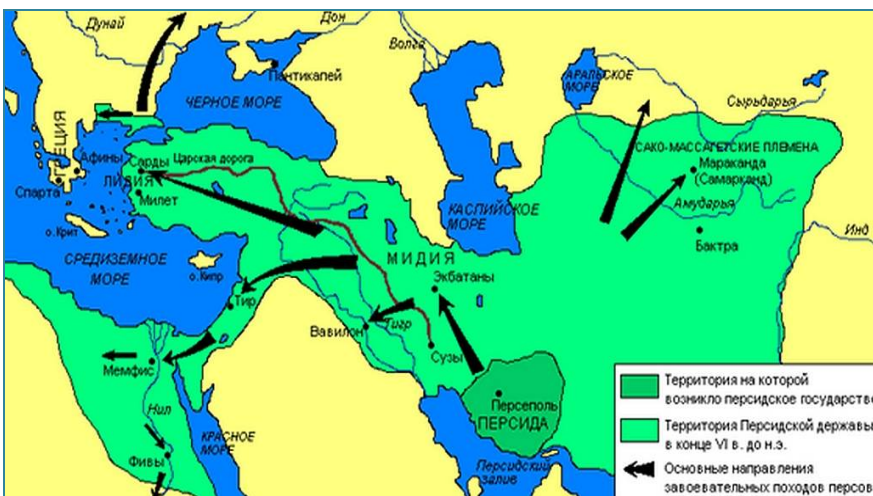 Дунай
Дон
Волга
Пантикапей
АРАЛЬСКОЕ
МОРЕ
ЧЕРНОЕ МОРЕ
Сырьдарья
ГРЕЦИЯ
Афины
Сарды
Царская дорога
САКО-МАССАГЕТСКИЕ ПЛЕМЕНА
Мараканда
(Самарканд)
Спарта
ЛИДИЯ
Милет
КАСПИЙСКОЕ
МОРЕ
Амударья
о.Крит
Инд
Бактра
СРЕДИЗЕМНОЕ
МОРЕ
о.Кипр
МИДИЯ
Экбатаны
Тир
Вавилон
Тигр
Сузы
Мемфис
Нил
Персеполь
ПЕРСИДА
КРАСНОЕ
МОРЕ
Фивы
Персидский
залив
Территория на которой
возникло персидское государство
Территория Персидской державы
в конце VI в. до н.э.
Основные направления
завоевательных походов персов